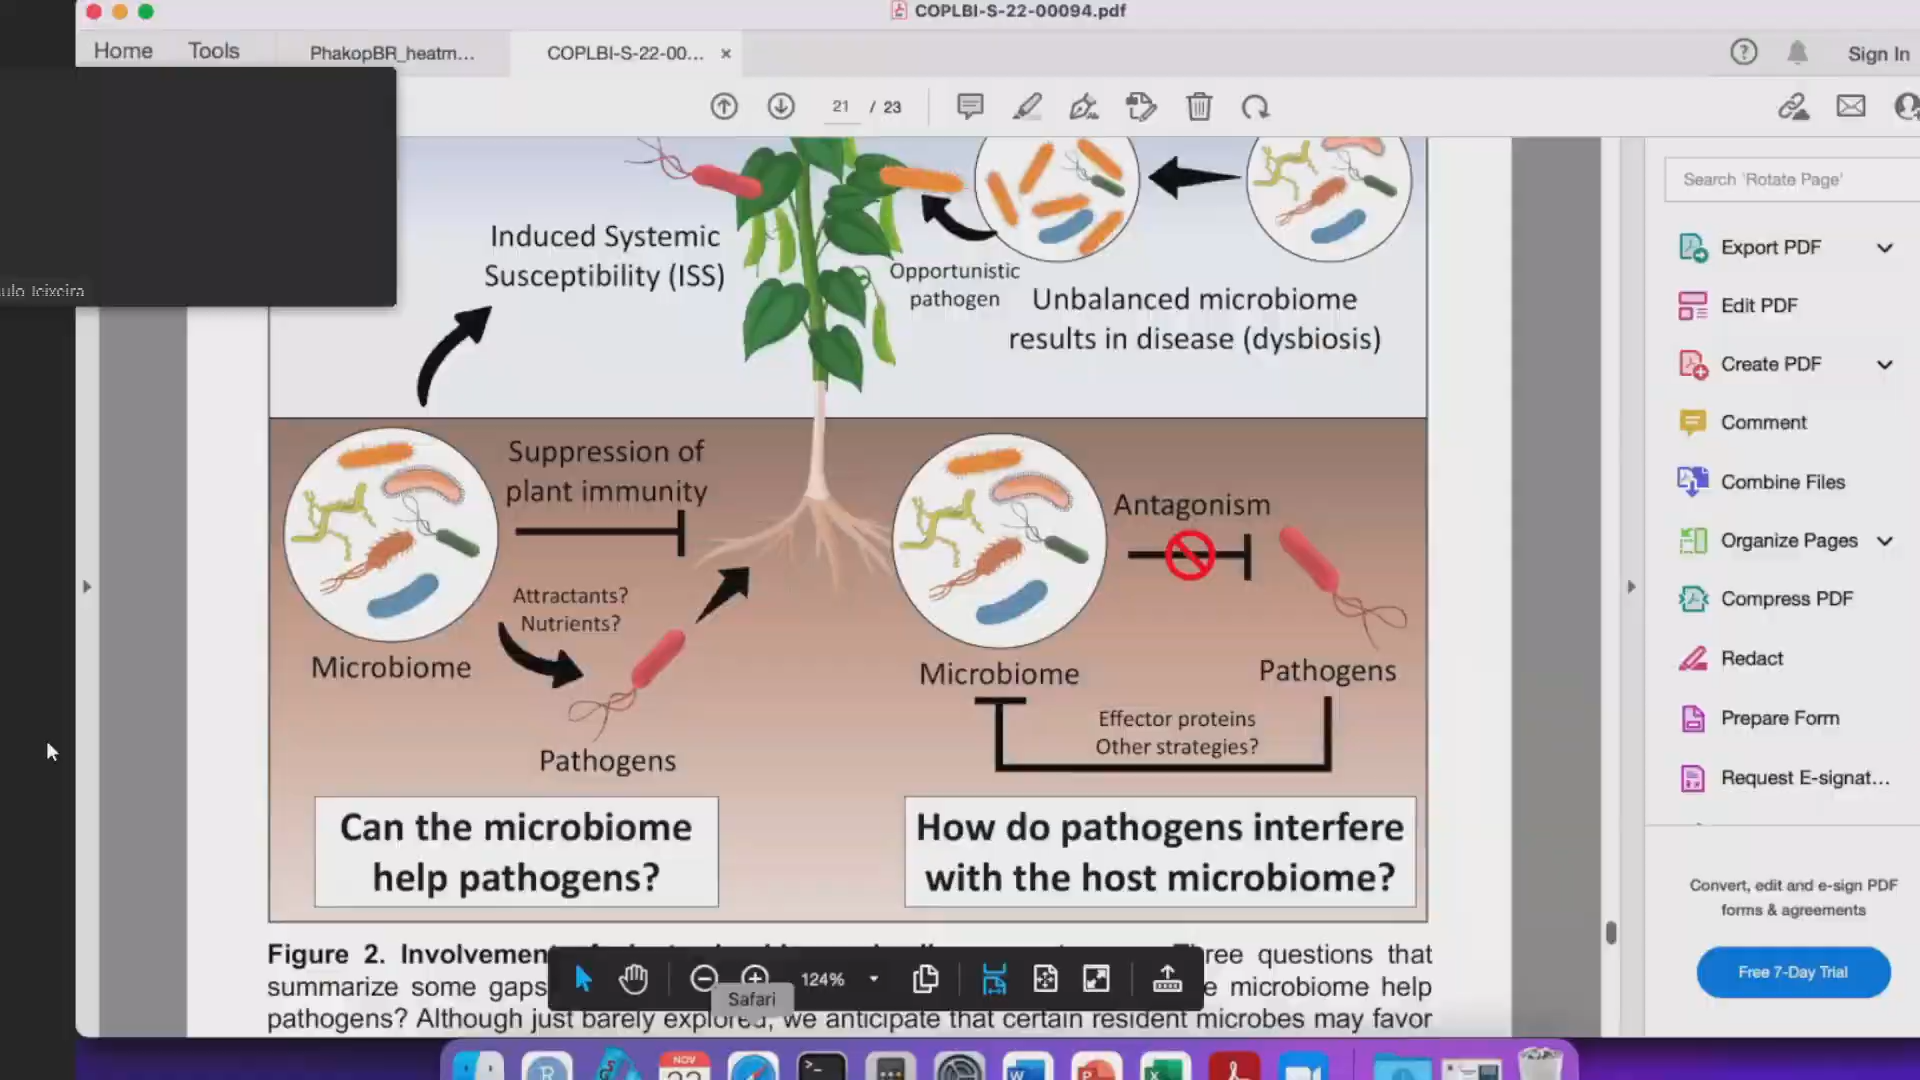 COPLBI-S-22-00094.pdf
Home
Tools
PhakopBR_heatm...
COPLBI-S-22-00...
Sign In
21 / 23
Search 'Rotate Page'
Induced Systemic
Susceptibility (ISS)
Opportunistic
pathogen
Unbalanced microbiome
results in disease (dysbiosis)
Suppression of
plant immunity
Attractants?
Nutrients?
Microbiome
Pathogens
Antagonism
Microbiome
Pathogens
Effector proteins
Other strategies?
Can the microbiome
help pathogens?
How do pathogens interfere
with the host microbiome?
Figure 2. Involvement
questions that
summarize some gaps
microbiome help
pathogens? Although just barely explored, we anticipate that certain resident microbes may favor
124%
Safari
Export PDF
Edit PDF
Create PDF
Comment
Combine Files
Organize Pages
Compress PDF
Redact
Prepare Form
Request E-signat...
Convert, edit and e-sign PDF
forms & agreements
Free 7-Day Trial
NOV